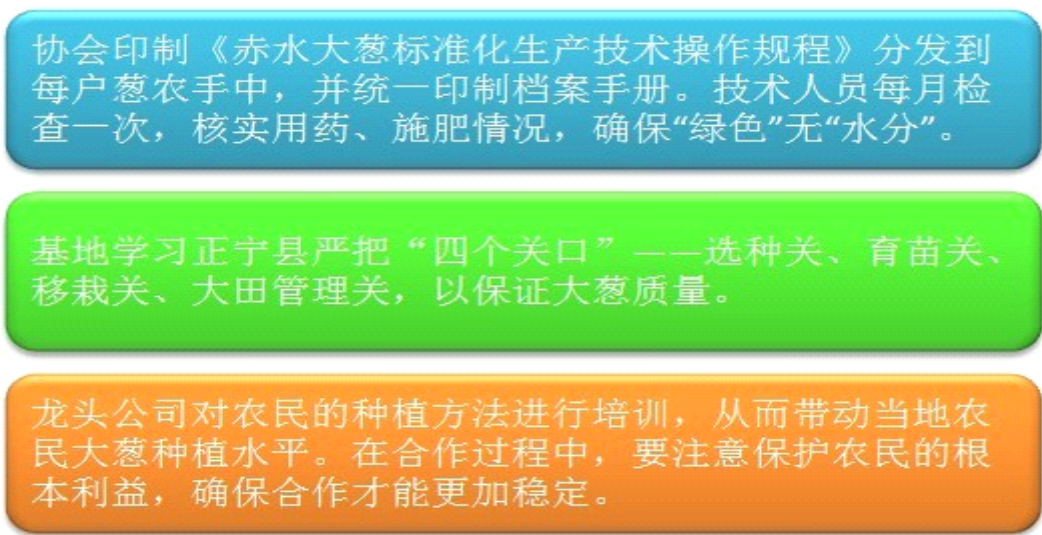 协会印制《赤水大葱标准化生产技术操作规程》分发到
每户葱农手中，并统一印制档案手册。技术人员每月检
查一次，核实用药、施肥情况，确保“绿色”无“水分”。
基地学习正宁县严把“四个关口”——选种关、育苗关、
移栽关、大田管理关，以保证大葱质量。
龙头公司对农民的种植方法进行培训，从而带动当地农
民大葱种植水平。在合作过程中，要注意保护农民的根
本利益，确保合作才能更加稳定。